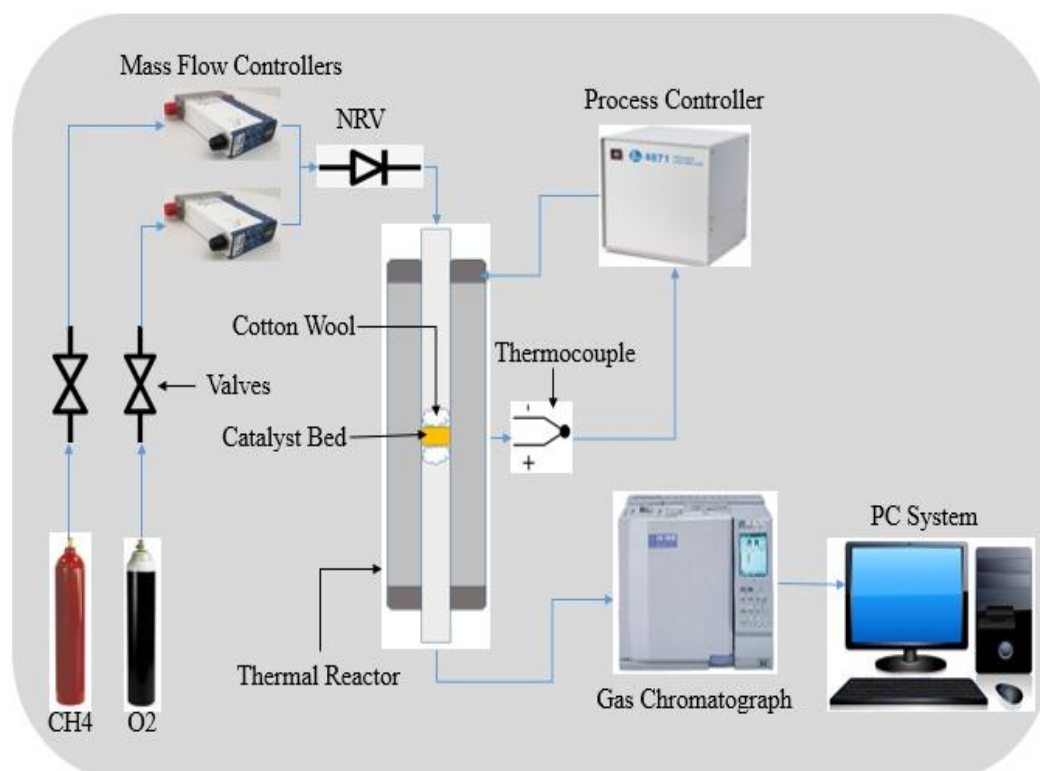 Mass Flow Controllers
NRV
Process Controller
4871
Cotton Wool
Thermocouple
-
Valves
Catalyst Bed
+
PC System
Thermal Reactor
Gas Chromatograph
CH4
O2